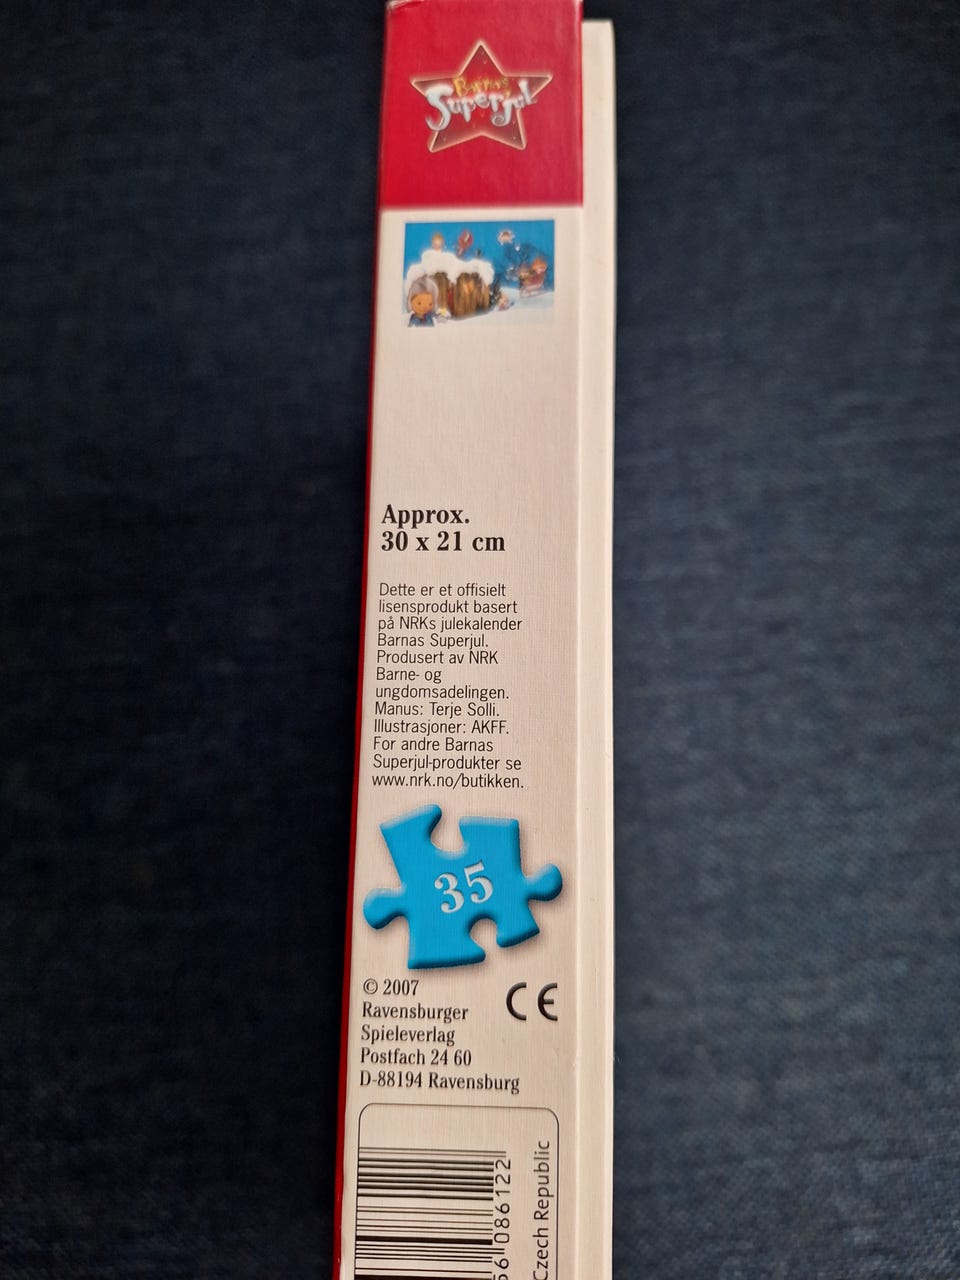 Barnas
Superjul
Approx.
30 x 21 cm
Dette er et offisielt
lisensprodukt basert
på NRKs julekalender
Barnas Superjul.
Produsert av NRK
Barne- og
ungdomsadelingen.
Manus: Terje Solli.
Illustrasjoner: AKFF.
For andre Barnas
Superjul-produkter se
www.nrk.no/butikken.
35
© 2007
Ravensburger
Spieleverlag
Postfach 24 60
D-88194 Ravensburg
CE
6 086122
Czech Republic